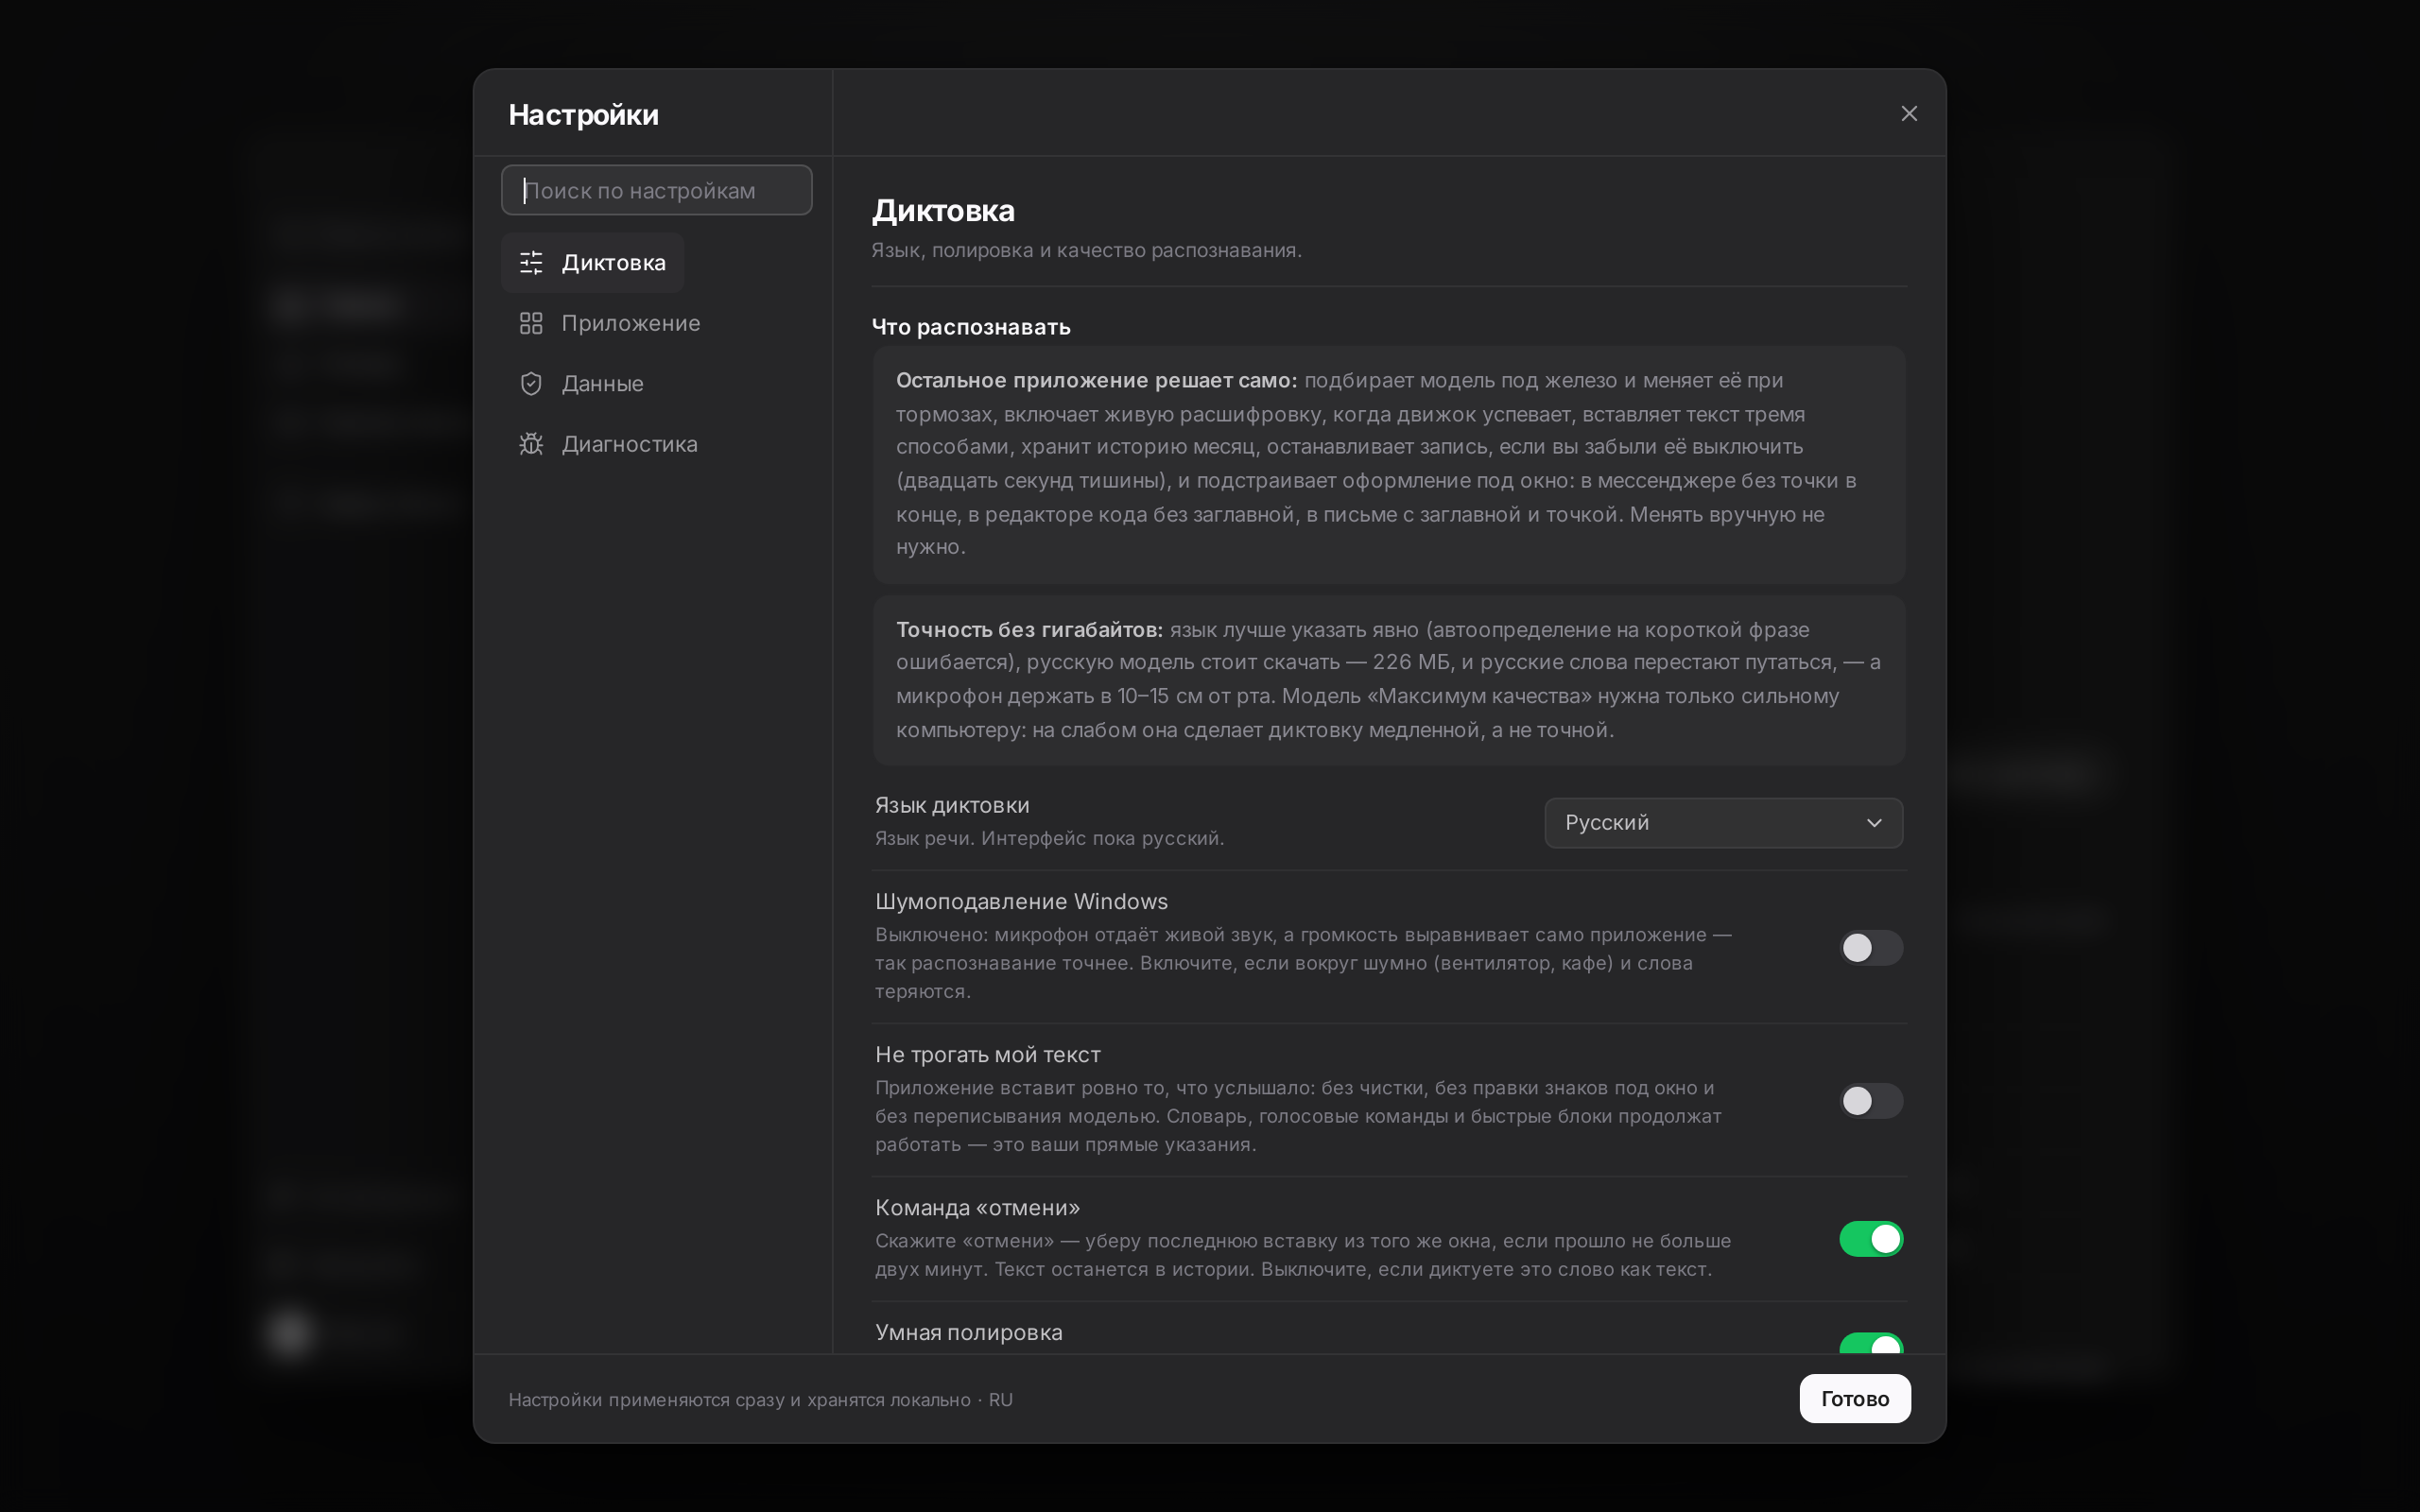 Настройки
Поиск по настройкам
Диктовка
Приложение
Данные
Диагностика
Диктовка
Язык, полировка и качество распознавания.
Что распознавать
Остальное приложение решает само: подбирает модель под железо и меняет её при
тормозах, включает живую расшифровку, когда движок успевает, вставляет текст тремя
способами, хранит историю месяц, останавливает запись, если вы забыли её выключить
(двадцать секунд тишины), и подстраивает оформление под окно: в мессенджере без точки в
конце, в редакторе кода без заглавной, в письме с заглавной и точкой. Менять вручную не
нужно.
Точность без гигабайтов: язык лучше указать явно (автоопределение на короткой фразе
ошибается), русскую модель стоит скачать — 226 МБ, и русские слова перестают путаться, — а
микрофон держать в 10–15 см от рта. Модель «Максимум качества» нужна только сильному
компьютеру: на слабом она сделает диктовку медленной, а не точной.
Язык диктовки
Язык речи. Интерфейс пока русский.
Русский
Шумоподавление Windows
Выключено: микрофон отдаёт живой звук, а громкость выравнивает само приложение —
так распознавание точнее. Включите, если вокруг шумно (вентилятор, кафе) и слова
теряются.
Не трогать мой текст
Приложение вставит ровно то, что услышало: без чистки, без правки знаков под окно и
без переписывания моделью. Словарь, голосовые команды и быстрые блоки продолжат
работать — это ваши прямые указания.
Команда «отмени»
Скажите «отмени» — уберу последнюю вставку из того же окна, если прошло не больше
двух минут. Текст останется в истории. Выключите, если диктуете это слово как текст.
Умная полировка
Настройки применяются сразу и хранятся локально · RU
Готово